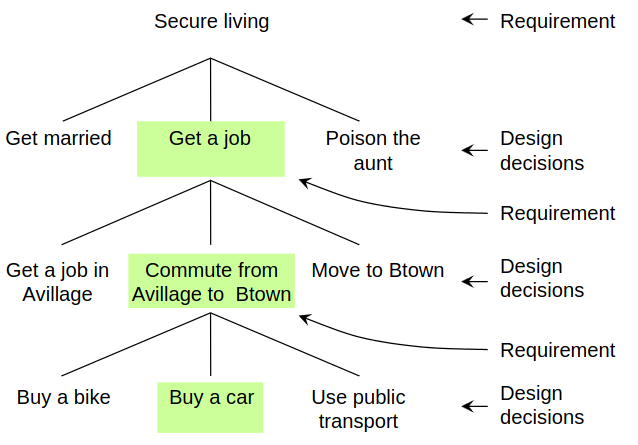 Secure living
Requirement
Get married
Get a job
Poison the
aunt
Design
decisions
Requirement
Get a job in
Avillage
Commute from
Avillage to  Btown
Move to Btown
Design
decisions
Requirement
Buy a bike
Buy a car
Use public
transport
Design
decisions